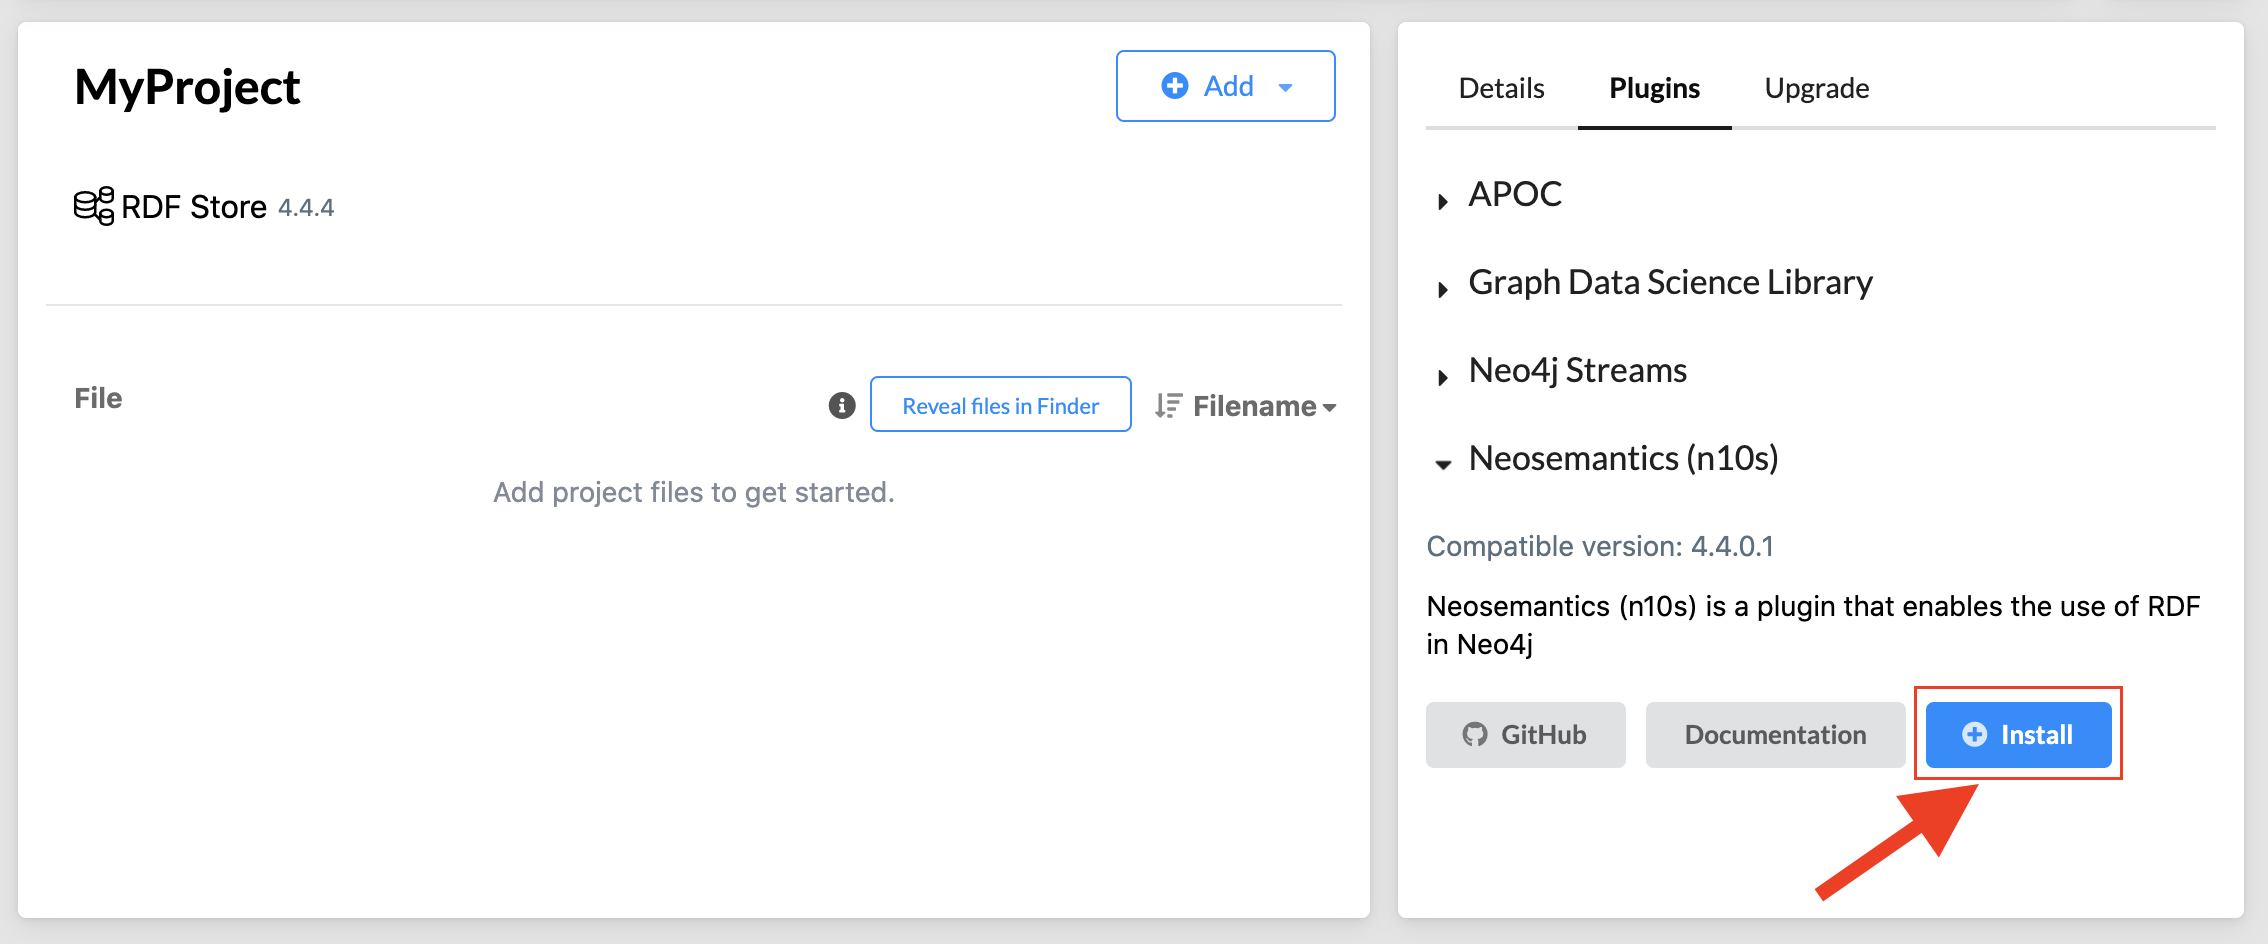 MyProject
Add
RDF Store 4.4.4
File
Reveal files in Finder
Filename
Add project files to get started.
Details Plugins Upgrade
APOC
Graph Data Science Library
Neo4j Streams
Neosemantics (n10s)
Compatible version: 4.4.0.1
Neosemantics (n10s) is a plugin that enables the use of RDF
in Neo4j
GitHub Documentation Install